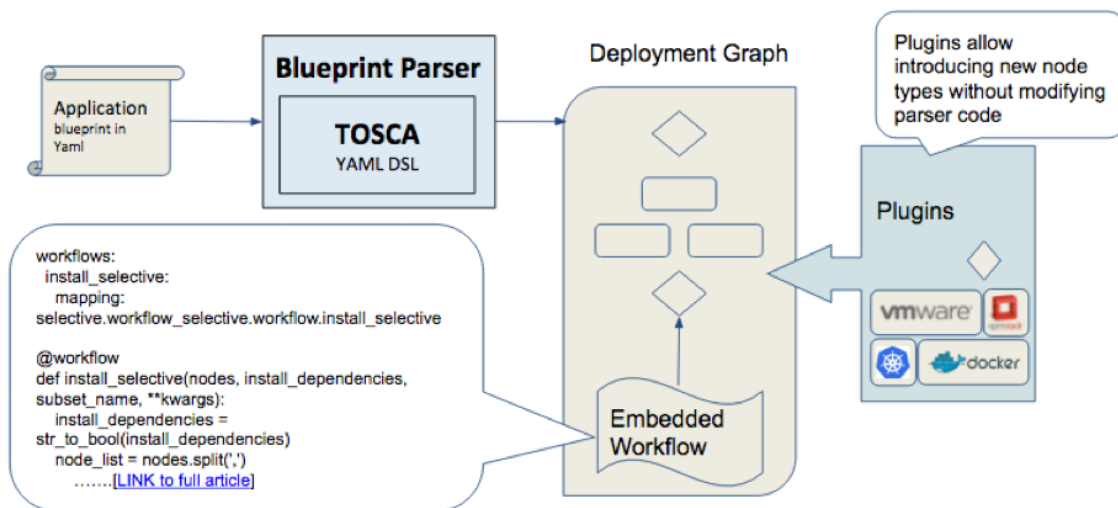 Application
blueprint in
Yaml
Blueprint Parser
TOSCA
YAML DSL
Deployment Graph
Plugins allow
introducing new node
types without modifying
parser code
Plugins
vmware
openstack
docker
workflows:
install_selective:
mapping:
selective.workflow_selective.workflow.install_selective
@workflow
def install_selective(nodes, install_dependencies,
subset_name, **kwargs):
install_dependencies =
str_to_bool(install_dependencies)
node_list = nodes.split(',')
.......[LINK to full article]
Embedded
Workflow